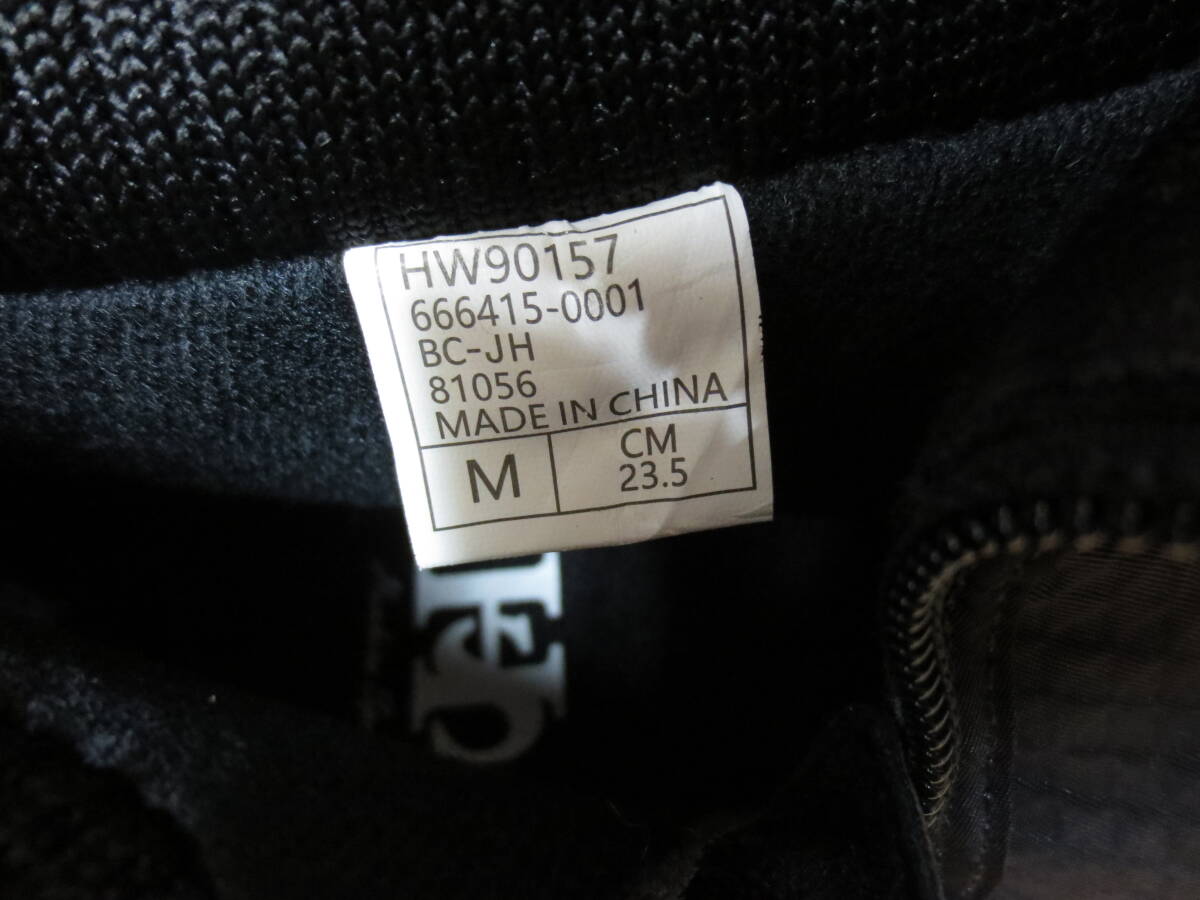 HW90157
666415-0001
BC-JH
81056
MADE IN CHINA
M
CM
23.5